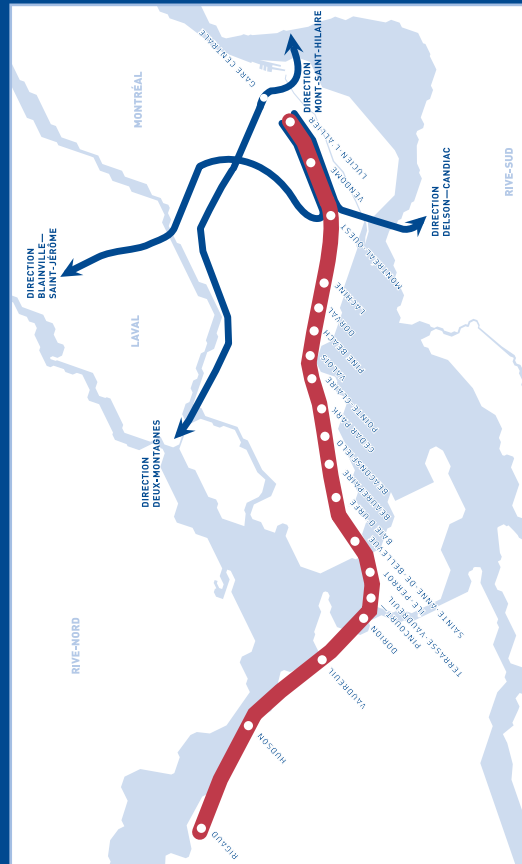 GARE CENTRALE
DIRECTION
MONT-SAINT-HILAIRE
MONTRÉAL
LUCIEN-L'ALLIER
VENDÔME
RIVE-SUD
DIRECTION
DELSON—CANDIAC
MONTRÉAL-OUEST
DIRECTION
BLAINVILLE—
SAINT-JÉRÔME
LACHINE
DORVAL
LAVAL
PINE-BEACH
VALOIS
POINTE-CLAIRE
CEDAR PARK
BEACONSFIELD
BEAUREPAIRE
DIRECTION
DEUX-MONTAGNES
BAIE-D'URFÉ
SAINTE-ANNE-DE-BELLEVUE
ÎLE-PERROT
PINCOURT—
TERRASSE-VAUDREUIL
DORION
RIVE-NORD
VAUDREUIL
HUDSON
RIGAUD